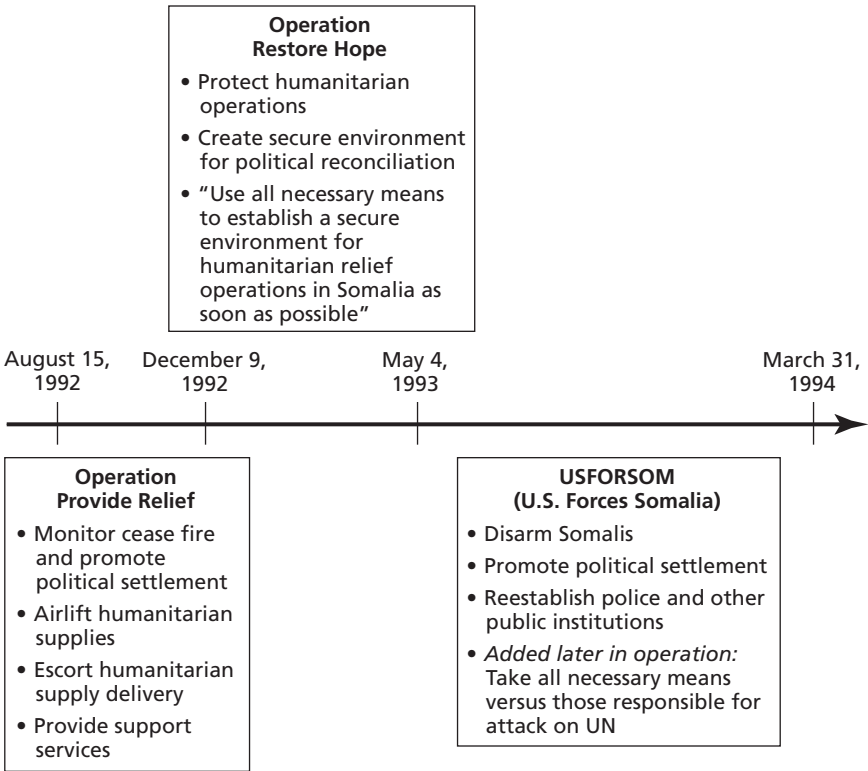 Operation
Restore Hope
• Protect humanitarian
operations
• Create secure environment
for political reconciliation
• “Use all necessary means
to establish a secure
environment for
humanitarian relief
operations in Somalia as
soon as possible”
August 15,
1992
December 9,
1992
May 4,
1993
March 31,
1994
Operation
Provide Relief
• Monitor cease fire
and promote
political settlement
• Airlift humanitarian
supplies
• Escort humanitarian
supply delivery
• Provide support
services
USFORSOM
(U.S. Forces Somalia)
• Disarm Somalis
• Promote political settlement
• Reestablish police and other
public institutions
• Added later in operation:
Take all necessary means
versus those responsible for
attack on UN